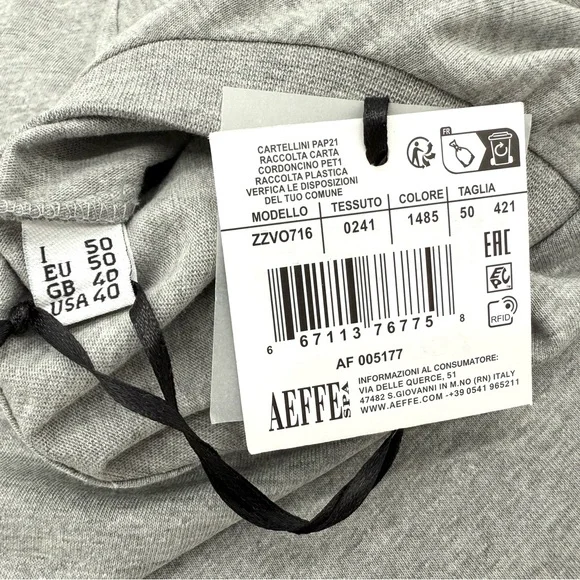 CARTELLINI PAP21
RACCOLTA CARTA
CORDONCINO PET1
RACCOLTA PLASTICA
VERIFICA LE DISPOSIZIONI
DEL TUO COMUNE
FR
MODELLO TESSUTO COLORE TAGLIA
ZZVO716 0241 1485 50 421
EAC
RFID
6 67113 76775 8
AF 005177
AEFFE SPA
INFORMAZIONI AL CONSUMATORE:
VIA DELLE QUERCE, 51
47482 S.GIOVANNI IN M.NO (RN) ITALY
WWW.AEFFE.COM -+39 0541 965211
I 50
EU 50
GB 40
USA 40